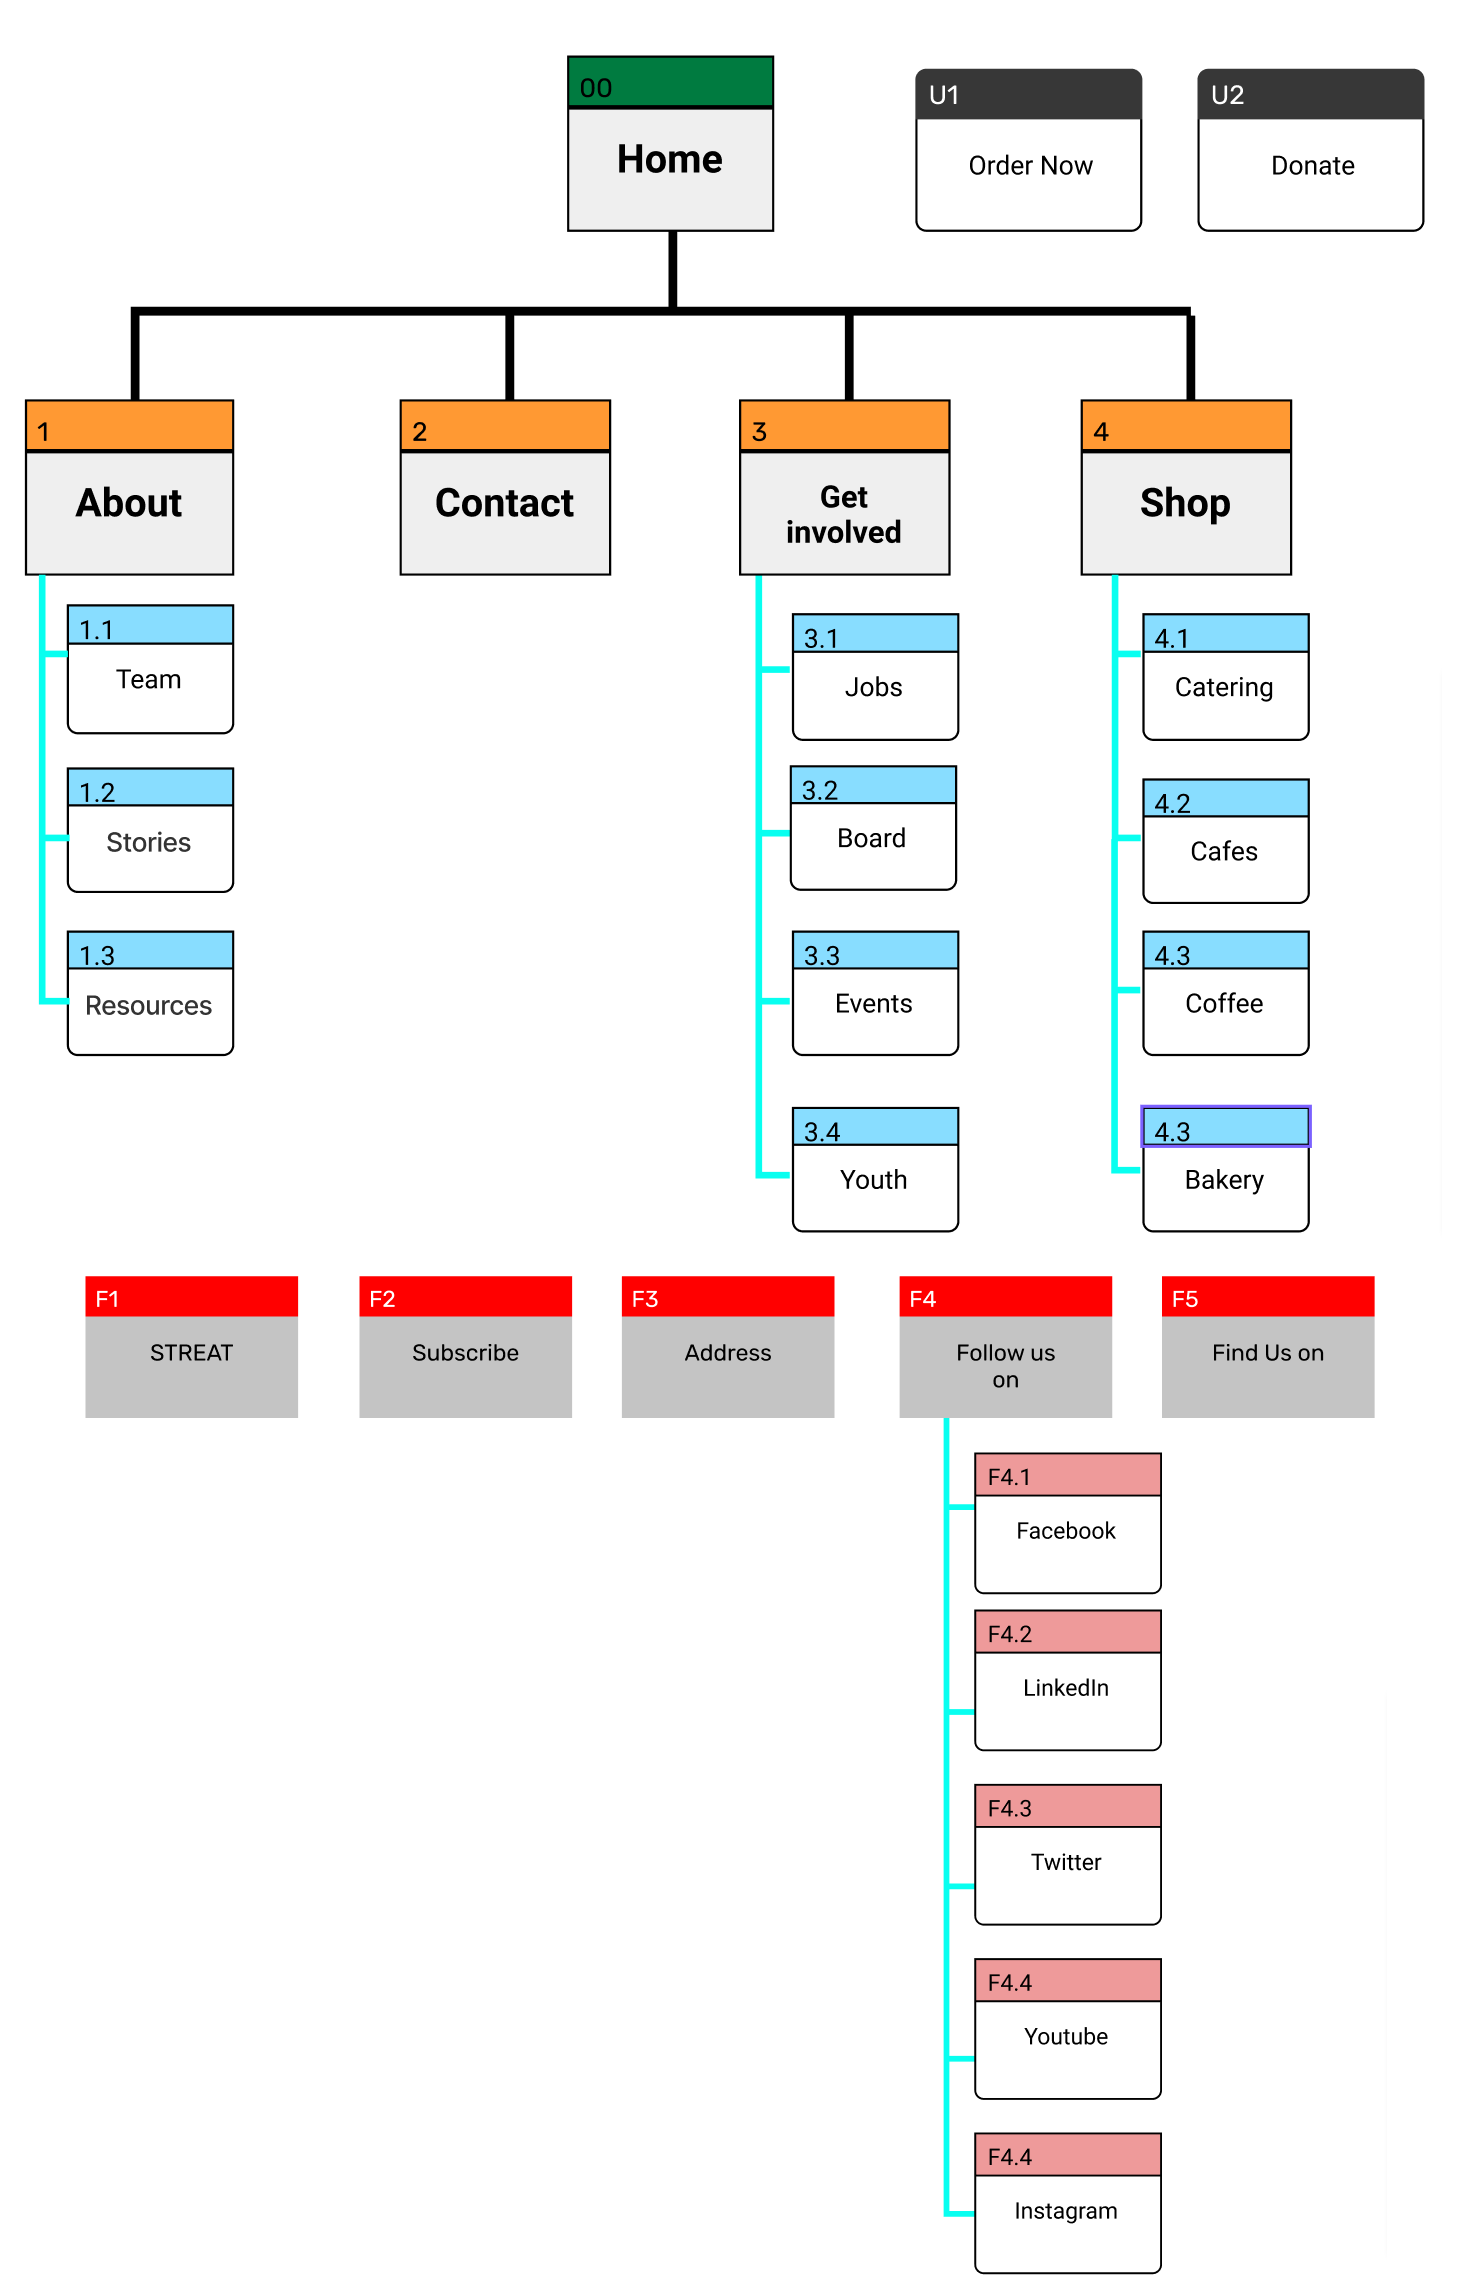 00
Home
U1
Order Now
U2
Donate
1
About
2
Contact
3
Get
involved
4
Shop
1.1
Team
1.2
Stories
1.3
Resources
3.1
Jobs
3.2
Board
3.3
Events
3.4
Youth
4.1
Catering
4.2
Cafes
4.3
Coffee
4.3
Bakery
F1
STREAT
F2
Subscribe
F3
Address
F4
Follow us
on
F5
Find Us on
F4.1
Facebook
F4.2
LinkedIn
F4.3
Twitter
F4.4
Youtube
F4.4
Instagram